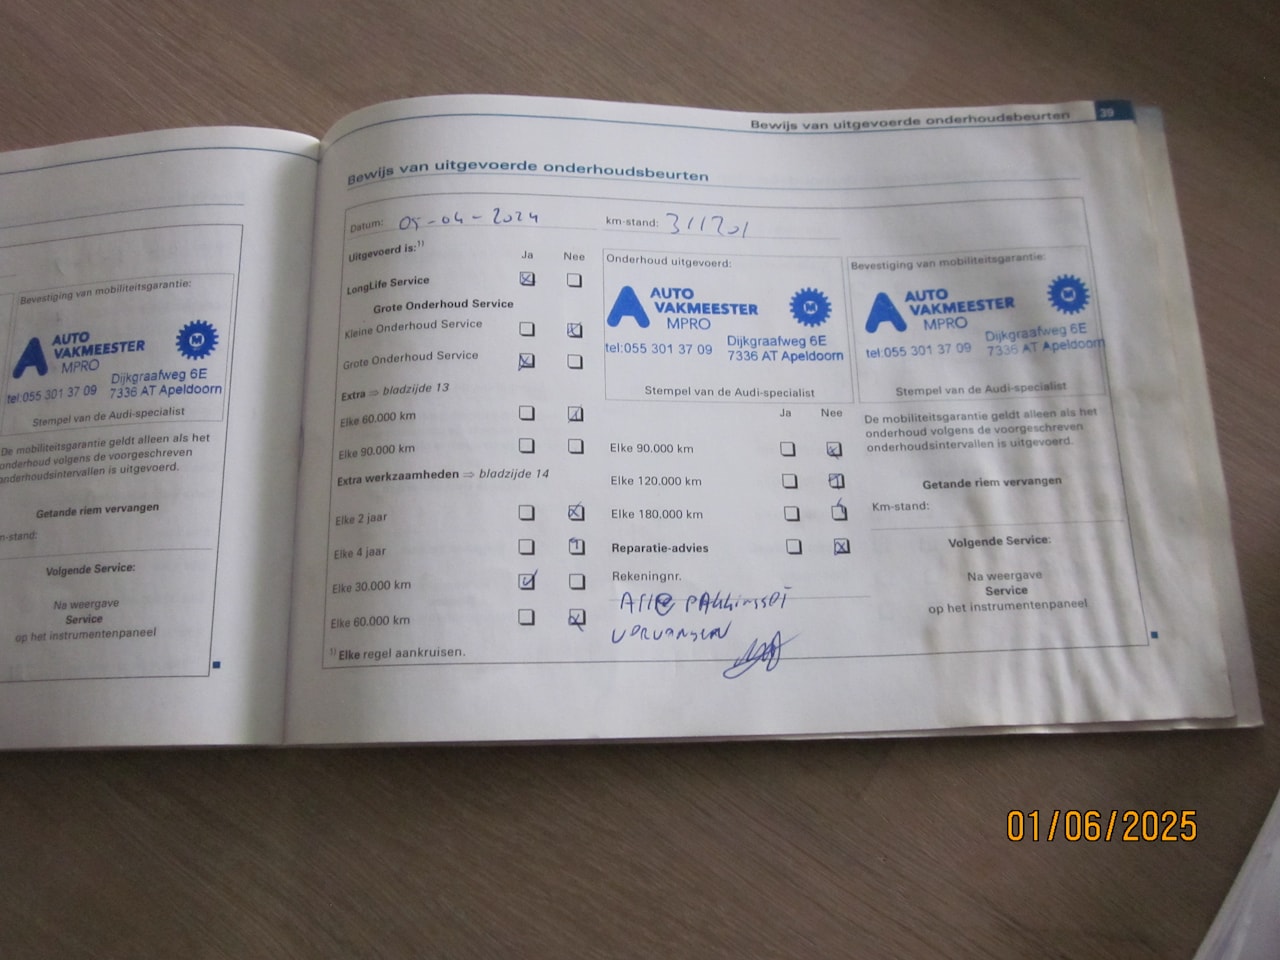 Bevestiging van mobiliteitsgarantie:
AUTO
VAKMEESTER
MPRO
M
tel:055 301 37 09
Dijkgraafweg 6E
7336 AT Apeldoorn
Stempel van de Audi-specialist
De mobiliteitsgarantie geldt alleen als het
onderhoud volgens de voorgeschreven
onderhoudsintervallen is uitgevoerd.
Getande riem vervangen
m-stand:
Volgende Service:
Na weergave
Service
op het instrumentenpaneel
Bewijs van uitgevoerde onderhoudsbeurten 39
Bewijs van uitgevoerde onderhoudsbeurten
Datum: 05-04-2024
km-stand: 311201
Uitgevoerd is:¹⁾
Ja Nee
LongLife Service
Grote Onderhoud Service
Kleine Onderhoud Service
Grote Onderhoud Service
Extra ⇒ bladzijde 13
Elke 60.000 km
Elke 90.000 km
Extra werkzaamheden ⇒ bladzijde 14
Elke 2 jaar
Elke 4 jaar
Elke 30.000 km
Elke 60.000 km
¹⁾ Elke regel aankruisen.
Onderhoud uitgevoerd:
AUTO
VAKMEESTER
MPRO
M
tel:055 301 37 09
Dijkgraafweg 6E
7336 AT Apeldoorn
Stempel van de Audi-specialist
Ja Nee
Elke 90.000 km
Elke 120.000 km
Elke 180.000 km
Reparatie-advies
Rekeningnr.
vervangen
Bevestiging van mobiliteitsgarantie:
AUTO
VAKMEESTER
MPRO
M
tel:055 301 37 09
Dijkgraafweg 6E
7336 AT Apeldoorn
Stempel van de Audi-specialist
De mobiliteitsgarantie geldt alleen als het
onderhoud volgens de voorgeschreven
onderhoudsintervallen is uitgevoerd.
Getande riem vervangen
Km-stand:
Volgende Service:
Na weergave
Service
op het instrumentenpaneel
01/06/2025